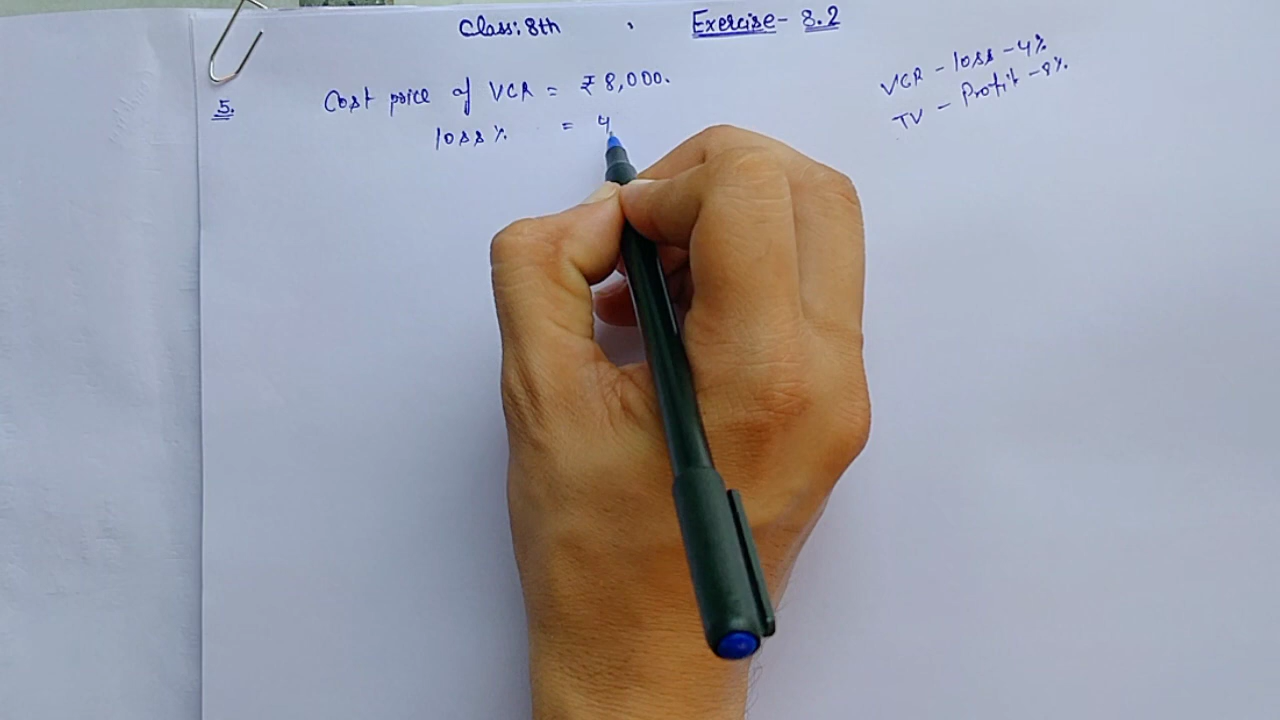 Class: 8th , Exercise- 8.2
VCR - loss - 4%
TV - Profit - 8%.
5. Cost price of VCR = ₹ 8,000.
loss % = 4